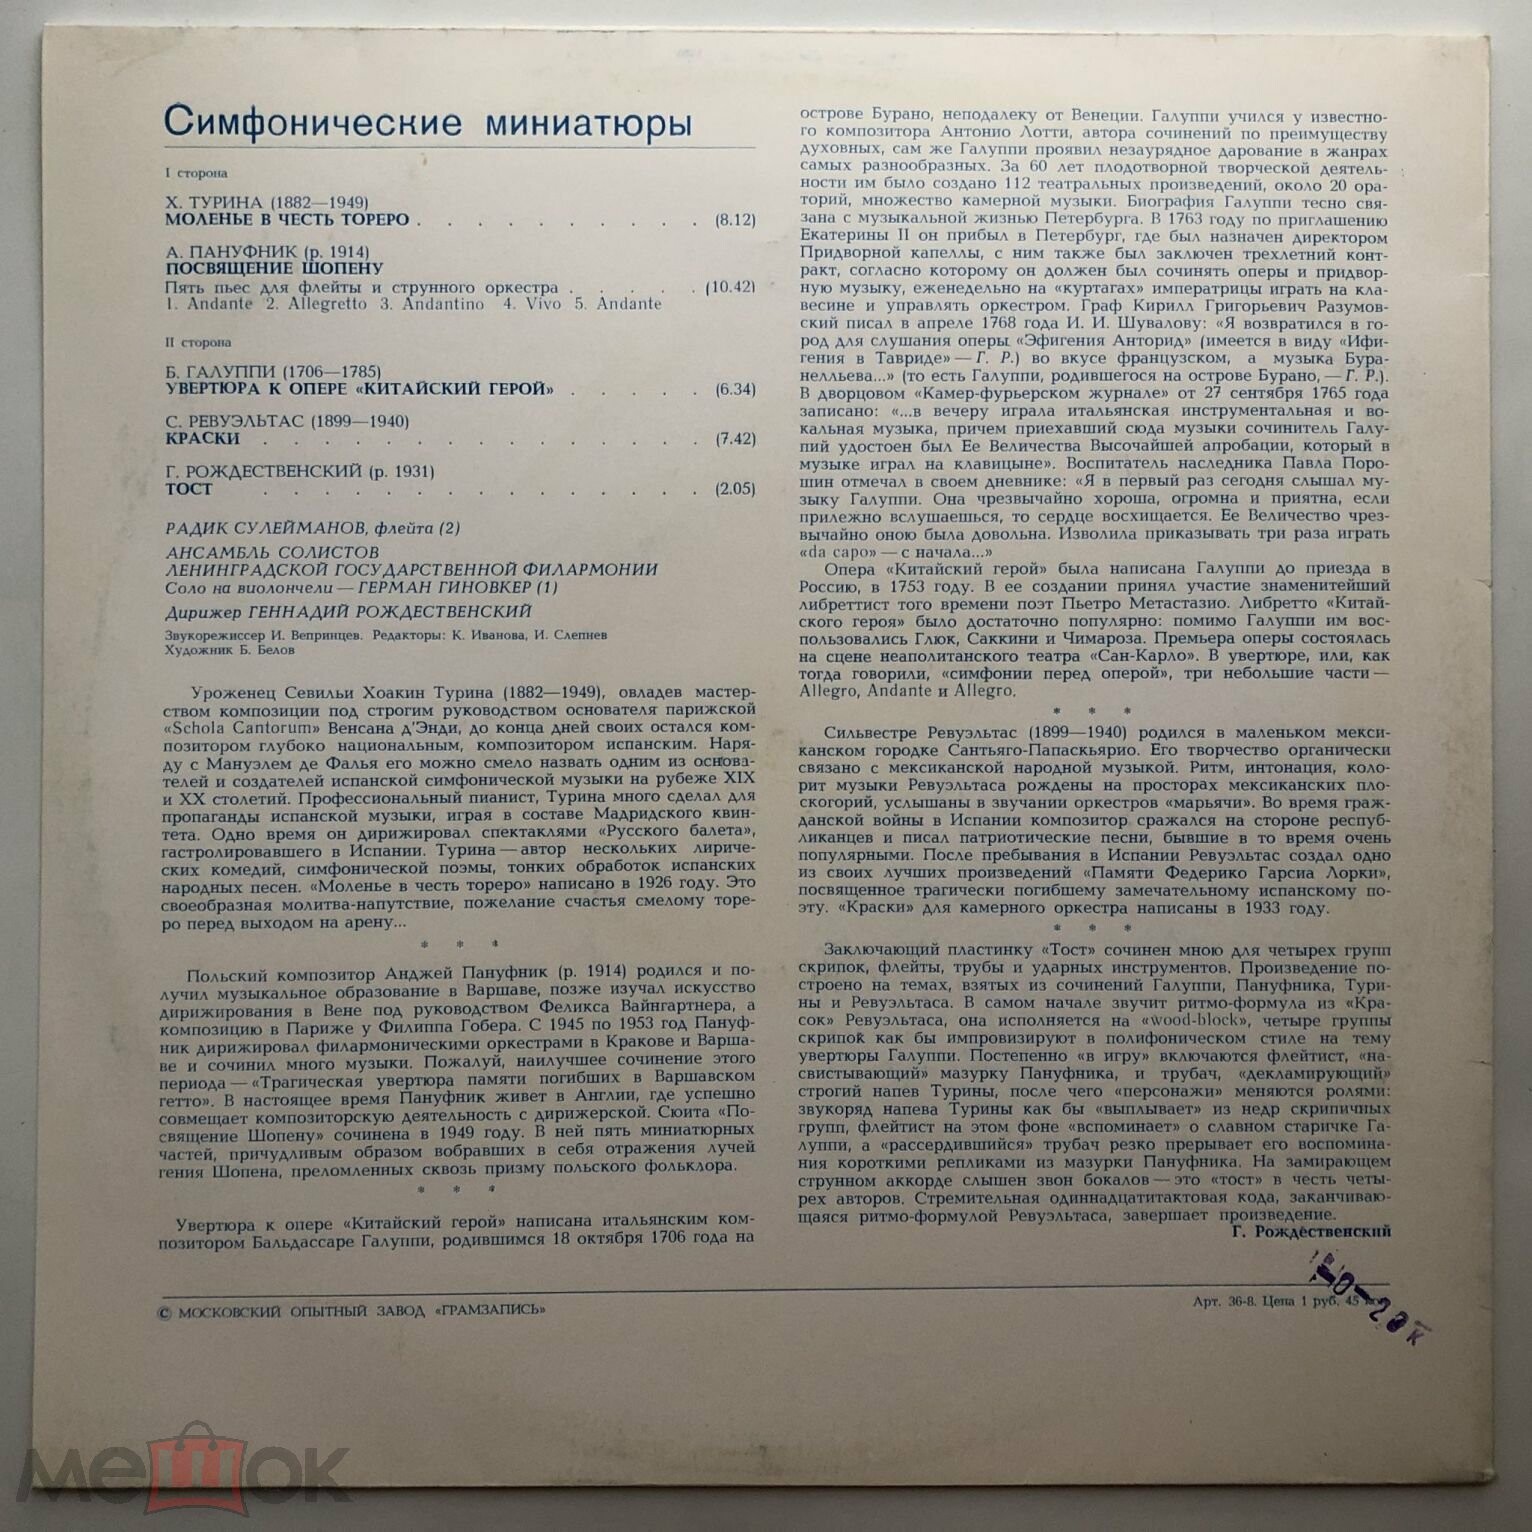 Симфонические миниатюры
I сторона
Х. ТУРИНА (1882—1949)
МОЛЕНЬЕ В ЧЕСТЬ ТОРЕРО . . . . . . . . (8.12)
А. ПАНУФНИК (р. 1914)
ПОСВЯЩЕНИЕ ШОПЕНУ
Пять пьес для флейты и струнного оркестра . . . . . (10.42)
1. Andante 2. Allegretto 3. Andantino 4. Vivo 5. Andante
II сторона
Б. ГАЛУППИ (1706—1785)
УВЕРТЮРА К ОПЕРЕ «КИТАЙСКИЙ ГЕРОЙ» . . . . . (6.34)
С. РЕВУЭЛЬТАС (1899—1940)
КРАСКИ . . . . . . . . . . . . . . . (7.42)
Г. РОЖДЕСТВЕНСКИЙ (р. 1931)
ТОСТ . . . . . . . . . . . . . . . (2.05)
РАДИК СУЛЕЙМАНОВ, флейта (2)
АНСАМБЛЬ СОЛИСТОВ
ЛЕНИНГРАДСКОЙ ГОСУДАРСТВЕННОЙ ФИЛАРМОНИИ
Соло на виолончели — ГЕРМАН ГИНОВКЕР (1)
Дирижер ГЕННАДИЙ РОЖДЕСТВЕНСКИЙ
Звукорежиссер И. Вепринцев. Редакторы: К. Иванова, И. Слепнев
Художник Б. Белов
Уроженец Севильи Хоакин Турина (1882—1949), овладев мастер-
ством композиции под строгим руководством основателя парижской
«Schola Cantorum» Венсана д'Энди, до конца дней своих остался ком-
позитором глубоко национальным, композитором испанским. Наря-
ду с Мануэлем де Фалья его можно смело назвать одним из основа-
телей и создателей испанской симфонической музыки на рубеже XIX
и XX столетий. Профессиональный пианист, Турина много сделал для
пропаганды испанской музыки, играя в составе Мадридского квин-
тета. Одно время он дирижировал спектаклями «Русского балета»,
гастролировавшего в Испании. Турина — автор нескольких лириче-
ских комедий, симфонической поэмы, тонких обработок испанских
народных песен. «Моленье в честь тореро» написано в 1926 году. Это
своеобразная молитва-напутствие, пожелание счастья смелому торе-
ро перед выходом на арену...
* * *
Польский композитор Анджей Пануфник (р. 1914) родился и по-
лучил музыкальное образование в Варшаве, позже изучал искусство
дирижирования в Вене под руководством Феликса Вайнгартнера, а
композицию в Париже у Филиппа Гобера. С 1945 по 1953 год Пануф-
ник дирижировал филармоническими оркестрами в Кракове и Варша-
ве и сочинил много музыки. Пожалуй, наилучшее сочинение этого
периода — «Трагическая увертюра памяти погибших в Варшавском
гетто». В настоящее время Пануфник живет в Англии, где успешно
совмещает композиторскую деятельность с дирижерской. Сюита «По-
священие Шопену» сочинена в 1949 году. В ней пять миниатюрных
частей, причудливым образом вобравших в себя отражения лучей
гения Шопена, преломленных сквозь призму польского фольклора.
* * *
Увертюра к опере «Китайский герой» написана итальянским ком-
позитором Бальдассаре Галуппи, родившимся 18 октября 1706 года на
острове Бурано, неподалеку от Венеции. Галуппи учился у известно-
го композитора Антонио Лотти, автора сочинений по преимуществу
духовных, сам же Галуппи проявил незаурядное дарование в жанрах
самых разнообразных. За 60 лет плодотворной творческой деятель-
ности им было создано 112 театральных произведений, около 20 ора-
торий, множество камерной музыки. Биография Галуппи тесно свя-
зана с музыкальной жизнью Петербурга. В 1763 году по приглашению
Екатерины II он прибыл в Петербург, где был назначен директором
Придворной капеллы, с ним также был заключен трехлетний конт-
ракт, согласно которому он должен был сочинять оперы и придвор-
ную музыку, еженедельно на «куртагах» императрицы играть на кла-
весине и управлять оркестром. Граф Кирилл Григорьевич Разумов-
ский писал в апреле 1768 года И. И. Шувалову: «Я возвратился в го-
род для слушания оперы «Эфигения Анторид» (имеется в виду «Ифи-
гения в Тавриде» — Г. Р.) во вкусе французском, а музыка Бура-
нелльева...» (то есть Галуппи, родившегося на острове Бурано, — Г. Р.).
В дворцовом «Камер-фурьерском журнале» от 27 сентября 1765 года
записано: «...в вечеру играла итальянская инструментальная и во-
кальная музыка, причем приехавший сюда музыки сочинитель Галу-
пий удостоен был Ее Величества Высочайшей апробации, который в
музыке играл на клавицыне». Воспитатель наследника Павла Поро-
шин отмечал в своем дневнике: «Я в первый раз сегодня слышал му-
зыку Галуппи. Она чрезвычайно хороша, огромна и приятна, если
прилежно вслушаешься, то сердце восхищается. Ее Величество чрез-
вычайно оною была довольна. Изволила приказывать три раза играть
«da capo» — с начала...»
Опера «Китайский герой» была написана Галуппи до приезда в
Россию, в 1753 году. В ее создании принял участие знаменитейший
либреттист того времени поэт Пьетро Метастазио. Либретто «Китай-
ского героя» было достаточно популярно: помимо Галуппи им вос-
пользовались Глюк, Саккини и Чимароза. Премьера оперы состоялась
на сцене неаполитанского театра «Сан-Карло». В увертюре, или, как
тогда говорили, «симфонии перед оперой», три небольшие части —
Allegro, Andante и Allegro.
* * *
Сильвестре Ревуэльтас (1899—1940) родился в маленьком мекси-
канском городке Сантьяго-Папаскьярио. Его творчество органически
связано с мексиканской народной музыкой. Ритм, интонация, коло-
рит музыки Ревуэльтаса рождены на просторах мексиканских пло-
скогорий, услышаны в звучании оркестров «марьячи». Во время граж-
данской войны в Испании композитор сражался на стороне респуб-
ликанцев и писал патриотические песни, бывшие в то время очень
популярными. После пребывания в Испании Ревуэльтас создал одно
из своих лучших произведений «Памяти Федерико Гарсиа Лорки»,
посвященное трагически погибшему замечательному испанскому по-
эту. «Краски» для камерного оркестра написаны в 1933 году.
* * *
Заключающий пластинку «Тост» сочинен мною для четырех групп
скрипок, флейты, трубы и ударных инструментов. Произведение по-
строено на темах, взятых из сочинений Галуппи, Пануфника, Тури-
ны и Ревуэльтаса. В самом начале звучит ритмо-формула из «Кра-
сок» Ревуэльтаса, она исполняется на «wood-block», четыре группы
скрипок как бы импровизируют в полифоническом стиле на тему
увертюры Галуппи. Постепенно «в игру» включаются флейтист, «на-
свистывающий» мазурку Пануфника, и трубач, «декламирующий»
строгий напев Турины, после чего «персонажи» меняются ролями:
звукоряд напева Турины как бы «выплывает» из недр скрипичных
групп, флейтист на этом фоне «вспоминает» о славном старичке Га-
луппи, а «рассердившийся» трубач резко прерывает его воспомина-
ния короткими репликами из мазурки Пануфника. На замирающем
струнном аккорде слышен звон бокалов — это «тост» в честь четы-
рех авторов. Стремительная одиннадцатитактовая кода, заканчиваю-
щаяся ритмо-формулой Ревуэльтаса, завершает произведение.
Г. Рождественский
© МОСКОВСКИЙ ОПЫТНЫЙ ЗАВОД «ГРАМЗАПИСЬ»
Арт. 36-8. Цена 1 руб. 45
мешок